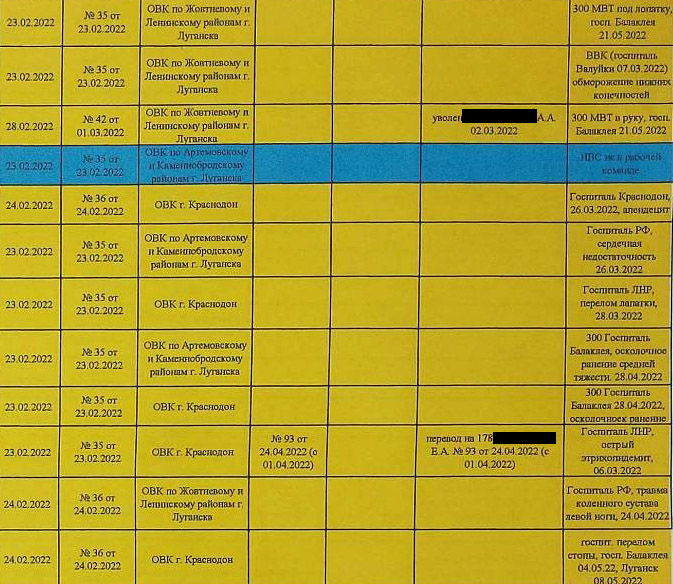 23.02.2022
№ 35 от
23.02.2022
ОВК по Жовтневому и
Ленинскому районам г.
Луганска
300 МВТ под лопатку,
госп. Балаклея
21.05.2022
23.02.2022
№ 35 от
23.02.2022
ОВК по Жовтневому и
Ленинскому районам г.
Луганска
ВВК (госпиталь
Валуйки 07.03.2022)
обморожение нижних
конечностей
28.02.2022
№ 42 от
01.03.2022
ОВК по Жовтневому и
Ленинскому районам г.
Луганска
уволен А.А.
02.03.2022
300 МВТ в руку, госп.
Балаклея 21.05.2022
23.02.2022
№ 35 от
23.02.2022
ОВК по Артемовскому
и Каменнобродскому
районам г. Луганска
рабочей
команде
24.02.2022
№ 36 от
24.02.2022
ОВК г. Краснодон
Госпиталь Краснодон,
26.03.2022, апендецит
23.02.2022
№ 35 от
23.02.2022
ОВК по Артемовскому
и Каменнобродскому
районам г. Луганска
Госпиталь РФ,
сердечная
недостаточность
26.03.2022
23.02.2022
№ 35 от
23.02.2022
ОВК г. Краснодон
Госпиталь ЛНР,
перелом лапатки,
28.03.2022
23.02.2022
№ 35 от
23.02.2022
ОВК по Артемовскому
и Каменнобродскому
районам г. Луганска
300 Госпиталь
Балаклея, осколочное
ранение средней
тяжести. 28.04.2022
23.02.2022
№ 35 от
23.02.2022
ОВК г. Краснодон
300 Госпиталь
Балаклея 28.04.2022,
осколочноек ранение
23.02.2022
№ 35 от
23.02.2022
ОВК г. Краснодон
№ 93 от
24.04.2022 (с
01.04.2022)
перевод на 178
Е.А. № 93 от 24.04.2022 (с
01.04.2022)
Госпиталь ЛНР,
острый
этрихопидемит,
06.03.2022
24.02.2022
№ 36 от
24.02.2022
ОВК по Жовтневому и
Ленинскому районам г.
Луганска
Госпиталь РФ, травма
коленного сустава
левой ноги, 24.04.2022
24.02.2022
№ 36 от
24.02.2022
ОВК г. Краснодон
госпит. перелом
стопы, госп. Балаклея
04.05.22, Луганск
08.05.2022